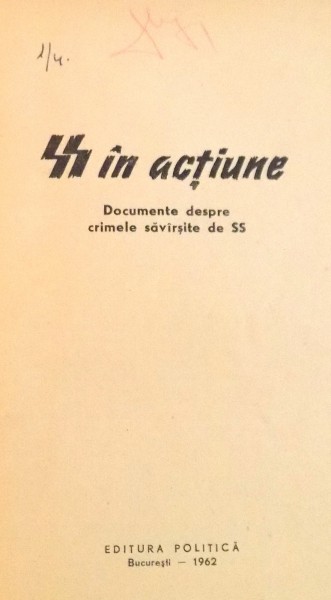 1/4.
SS în acțiune
Documente despre
crimele săvîrșite de SS
EDITURA POLITICĂ
București — 1962